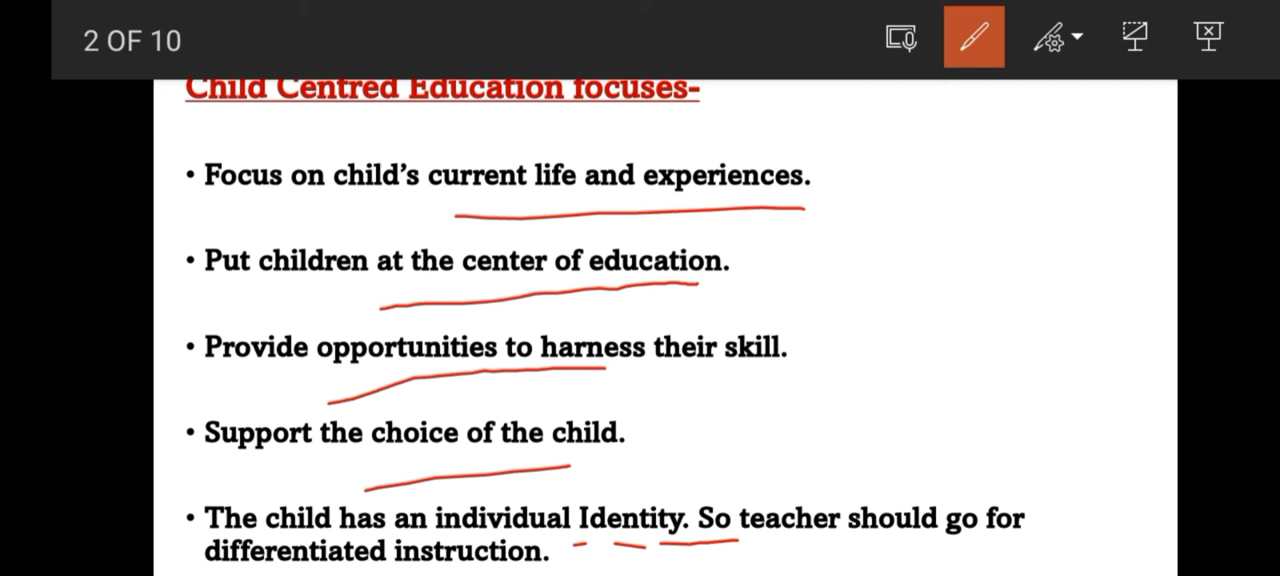 2 OF 10
Child Centred Education focuses-
• Focus on child's current life and experiences.
• Put children at the center of education.
• Provide opportunities to harness their skill.
• Support the choice of the child.
• The child has an individual Identity. So teacher should go for
differentiated instruction.